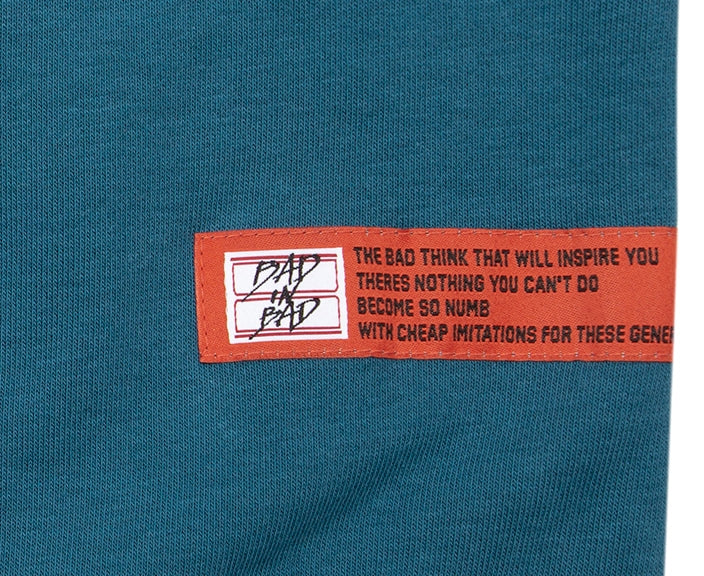 BAD
IN
BAD
THE BAD THINK THAT WILL INSPIRE YOU
THERES NOTHING YOU CAN'T DO
BECOME SO NUMB
WITH CHEAP IMITATIONS FOR THESE